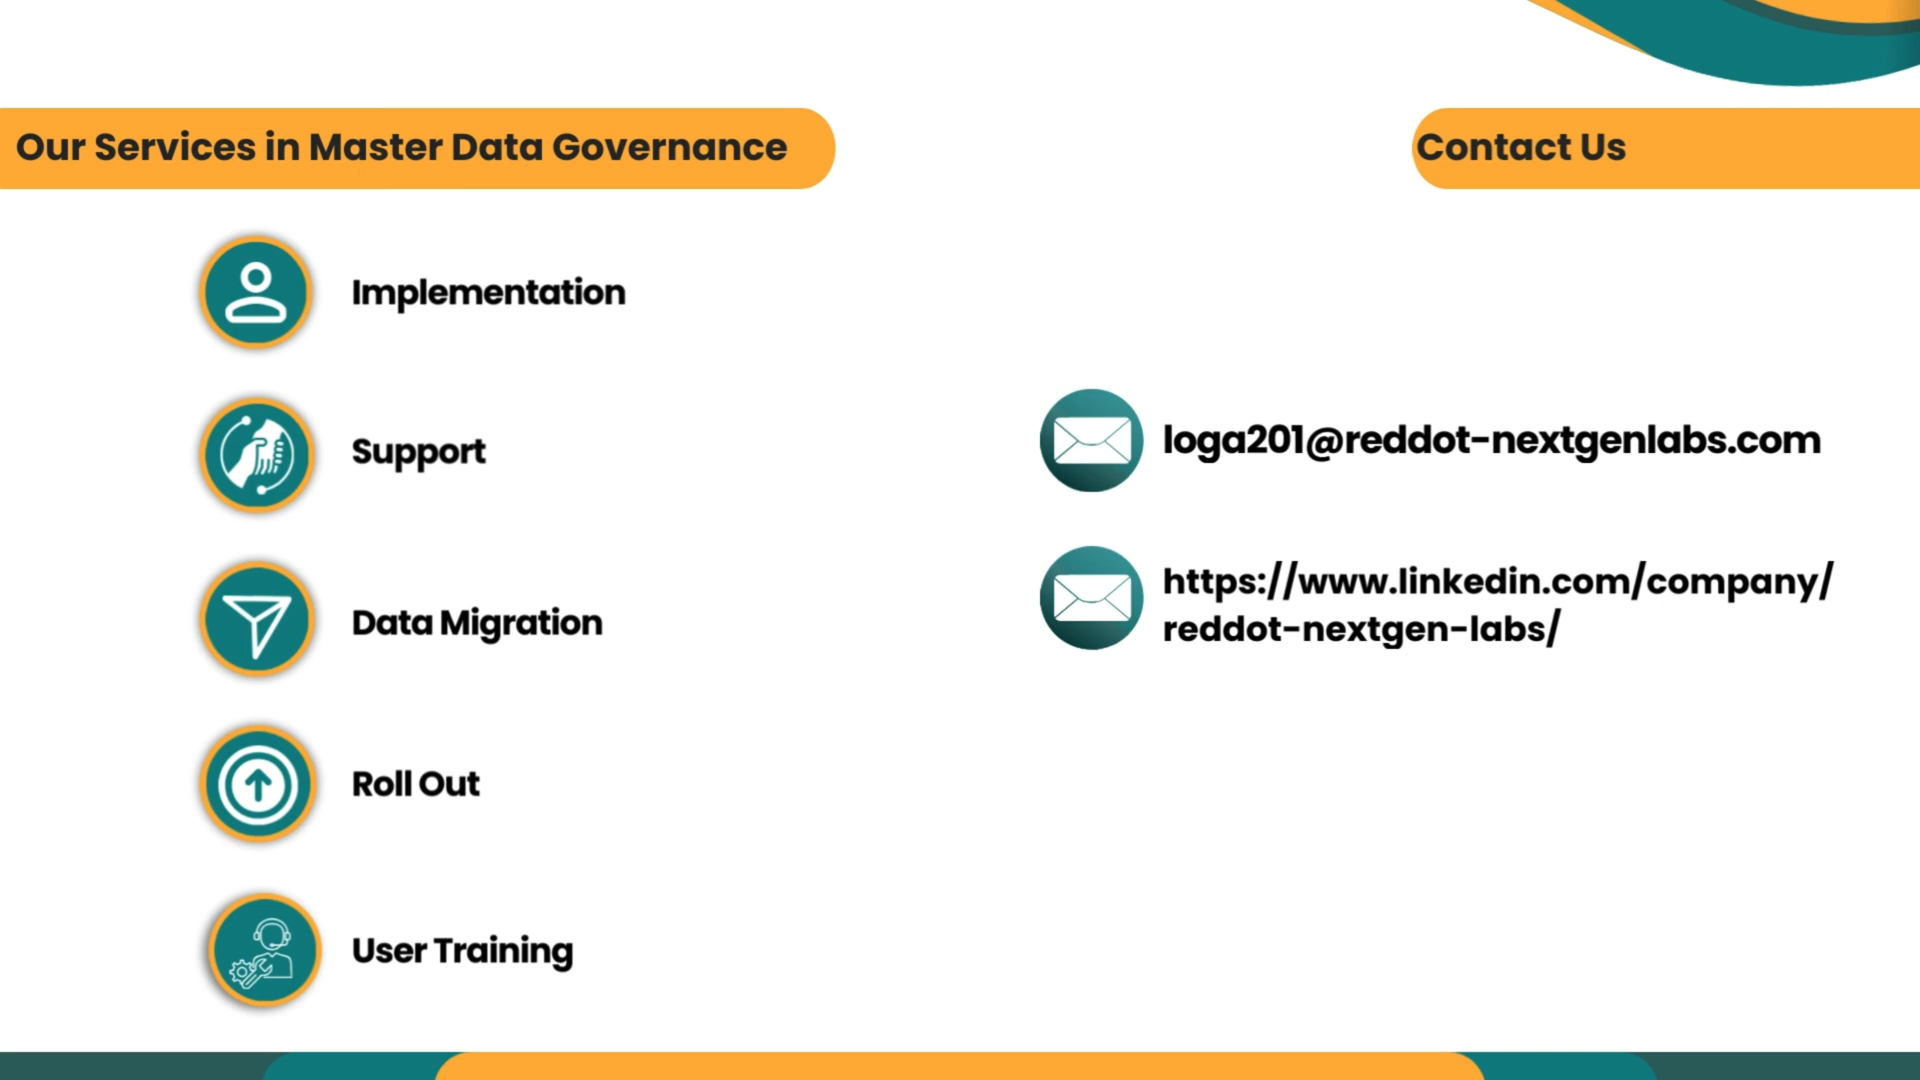 Our Services in Master Data Governance
Contact Us
Implementation
Support
Data Migration
Roll Out
User Training
loga201@reddot-nextgenlabs.com
https://www.linkedin.com/company/
reddot-nextgen-labs/